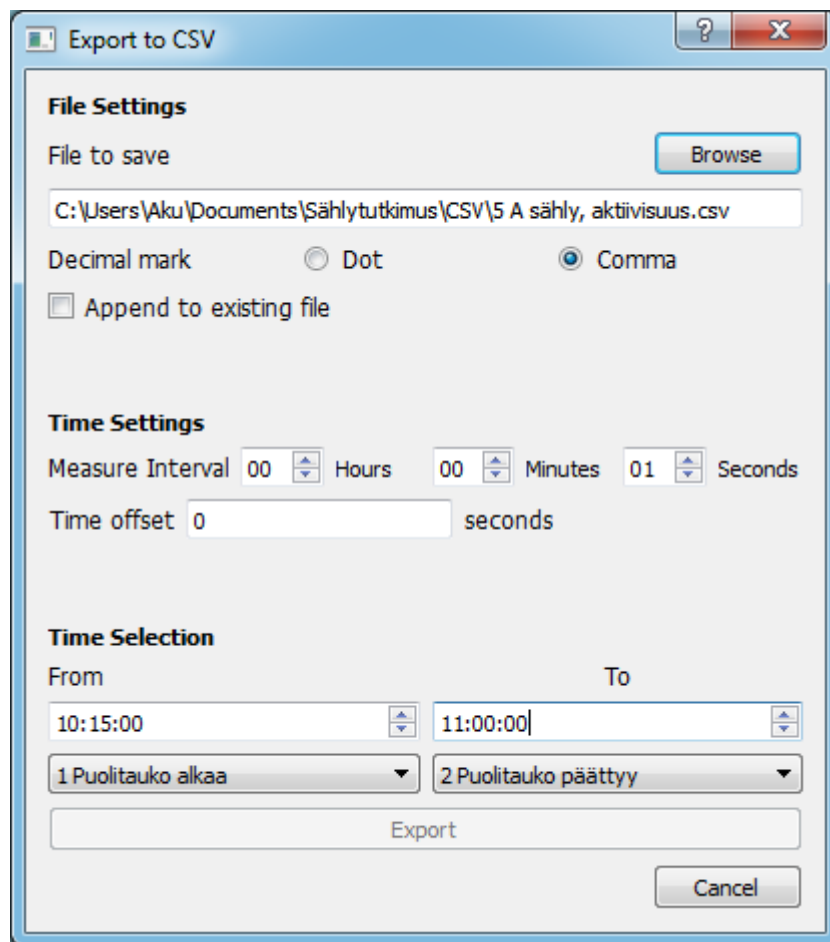 Export to CSV
File Settings
File to save Browse
C:\Users\Aku\Documents\Sählytutkimus\CSV\5 A sähly, aktiivisuus.csv
Decimal mark Dot Comma
Append to existing file
Time Settings
Measure Interval 00 Hours 00 Minutes 01 Seconds
Time offset 0 seconds
Time Selection
From To
10:15:00 11:00:00
1 Puolitauko alkaa 2 Puolitauko päättyy
Export
Cancel